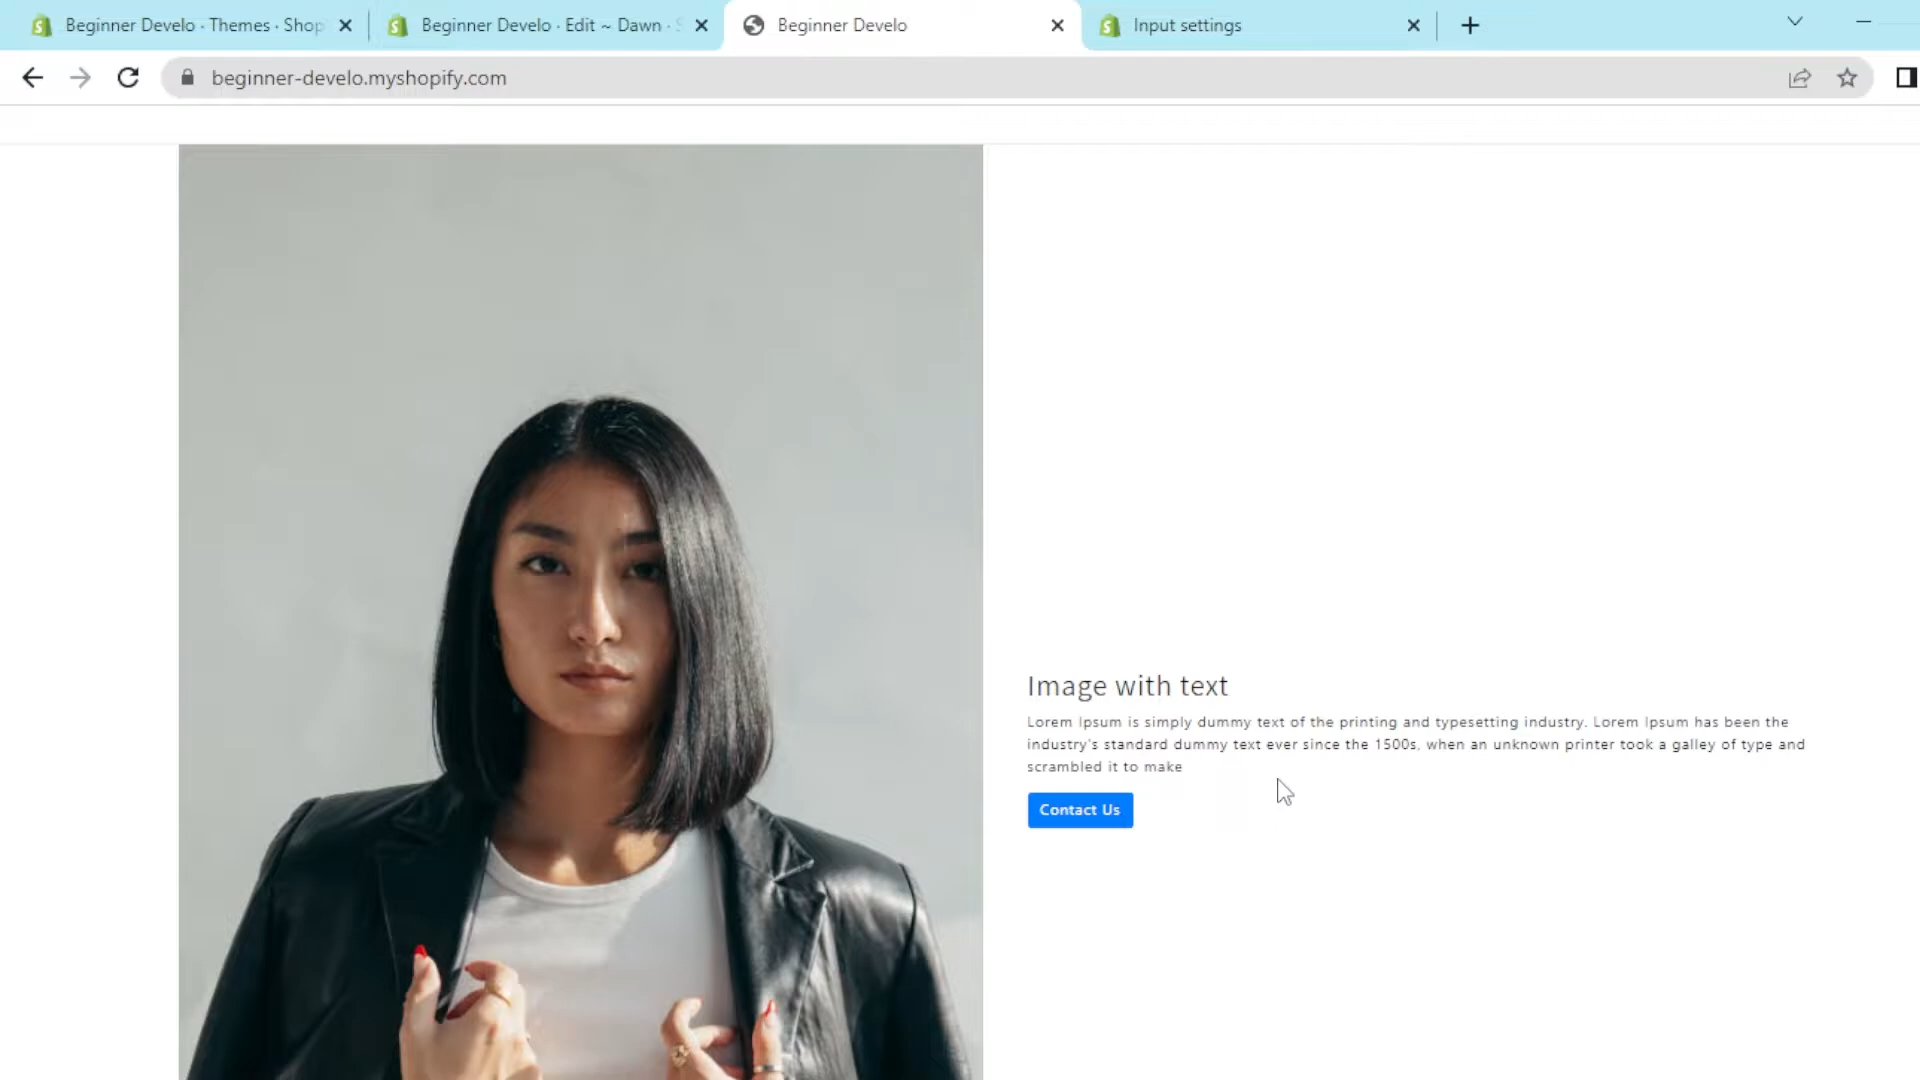 Beginner Develo · Themes · Shop
Beginner Develo · Edit ~ Dawn ·
Beginner Develo
Input settings
beginner-develo.myshopify.com
Image with text
Lorem Ipsum is simply dummy text of the printing and typesetting industry. Lorem Ipsum has been the
industry's standard dummy text ever since the 1500s, when an unknown printer took a galley of type and
scrambled it to make
Contact Us